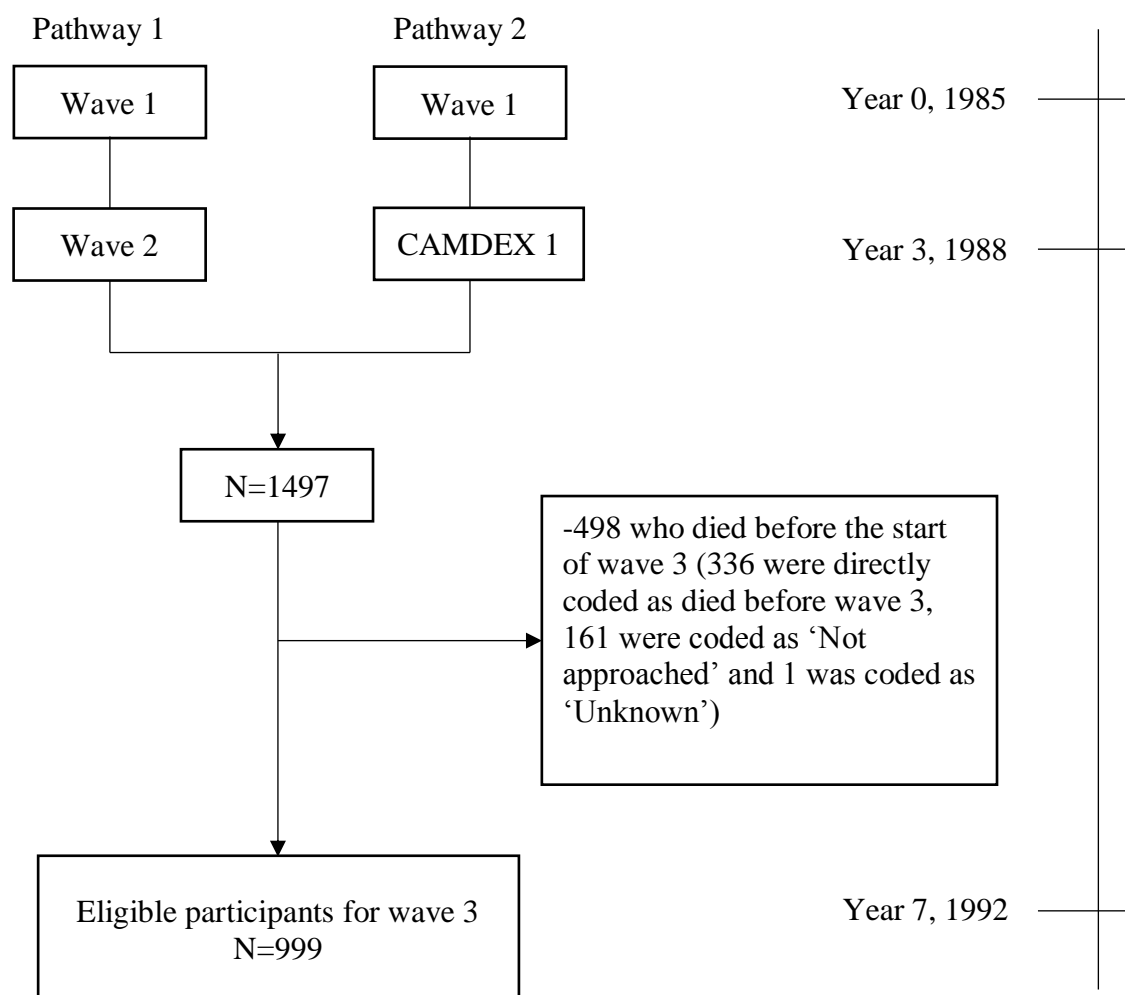 Pathway 1
Pathway 2
Wave 1
Wave 1
Year 0, 1985
Wave 2
CAMDEX 1
Year 3, 1988
N=1497
-498 who died before the start
of wave 3 (336 were directly
coded as died before wave 3,
161 were coded as ‘Not
approached’ and 1 was coded as
‘Unknown’)
Eligible participants for wave 3
N=999
Year 7, 1992